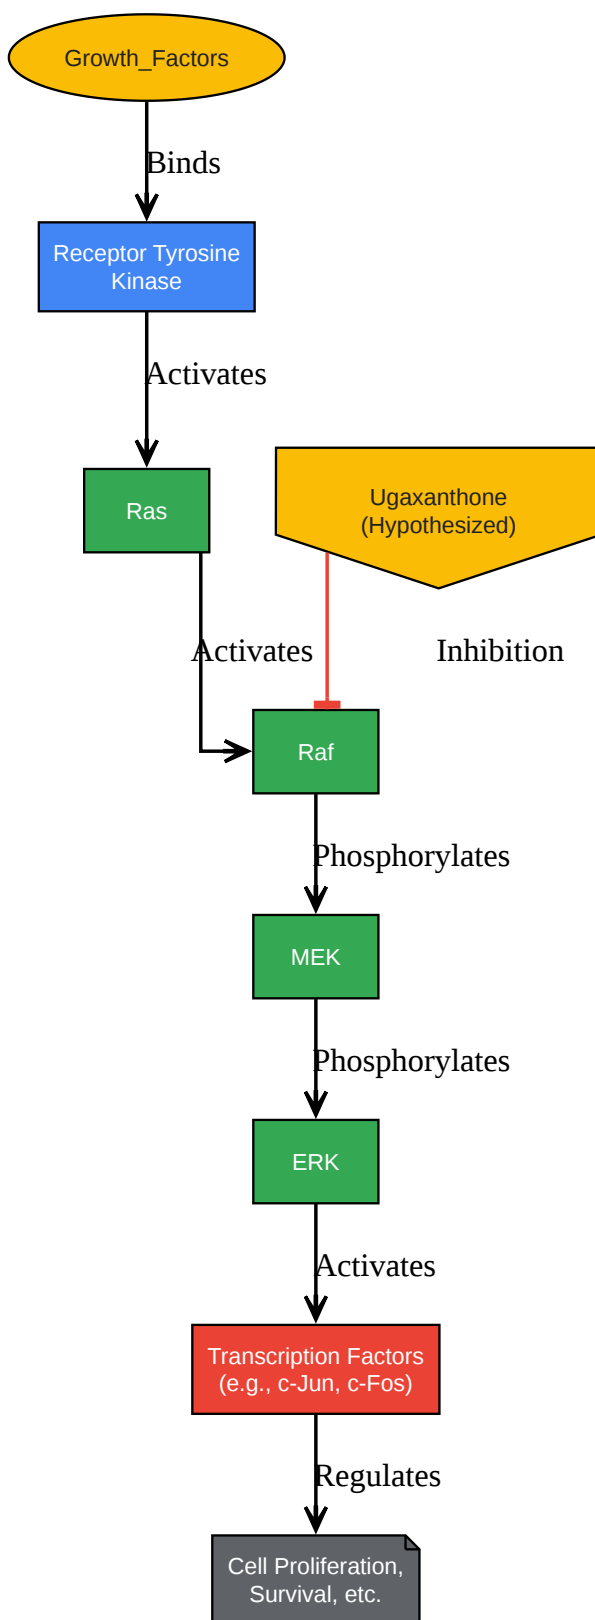 Growth_Factors
Binds
Receptor Tyrosine
Kinase
Activates
Ras
Ugaxanthone
(Hypothesized)
Activates
Inhibition
Raf
Phosphorylates
MEK
Phosphorylates
ERK
Activates
Transcription Factors
(e.g., c-Jun, c-Fos)
Regulates
Cell Proliferation,
Survival, etc.